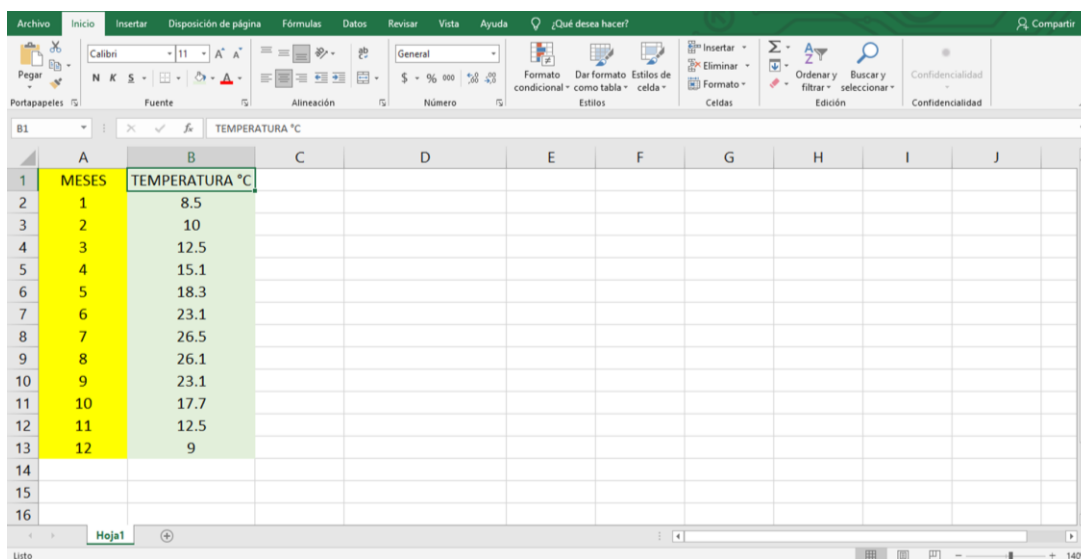 Archivo Inicio Insertar Disposición de página Fórmulas Datos Revisar Vista Ayuda ¿Qué desea hacer? Compartir
Pegar
Portapapeles
Calibri 11 A A
N K S A
Fuente
Alineación
ab
General
$ % 000
Número
Formato condicional
Dar formato como tabla
Estilos de celda
Estilos
Insertar
Eliminar
Formato
Celdas
Σ
Ordenar y filtrar
Buscar y seleccionar
Edición
Confidencialidad
Confidencialidad
B1 fx TEMPERATURA °C
A B C D E F G H I J
1 MESES TEMPERATURA °C
2 1 8.5
3 2 10
4 3 12.5
5 4 15.1
6 5 18.3
7 6 23.1
8 7 26.5
9 8 26.1
10 9 23.1
11 10 17.7
12 11 12.5
13 12 9
14
15
16
Hoja1
Listo